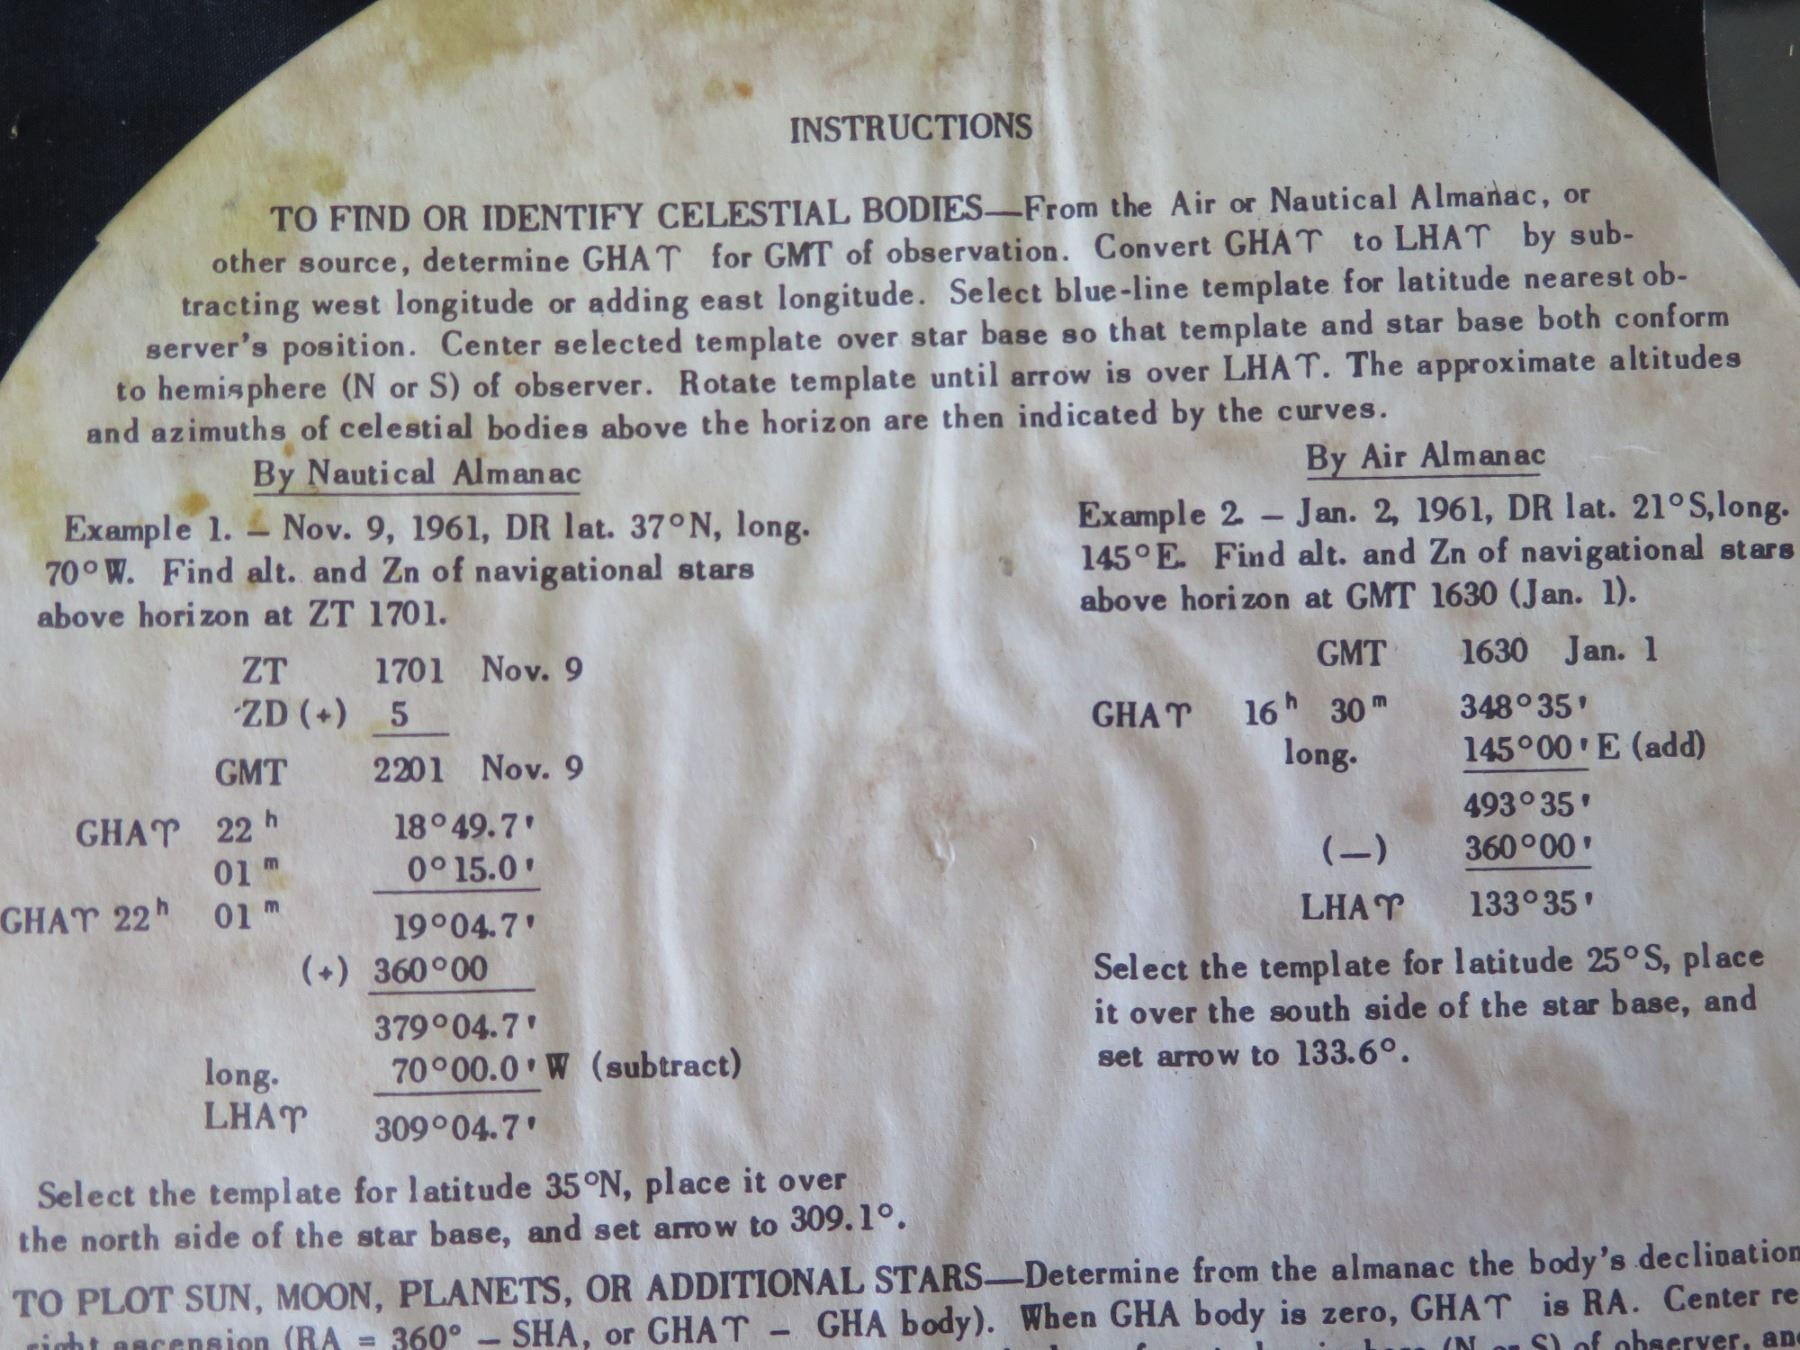 INSTRUCTIONS
TO FIND OR IDENTIFY CELESTIAL BODIES—From the Air or Nautical Almanac, or
other source, determine GHA♈ for GMT of observation. Convert GHA♈ to LHA♈ by sub-
tracting west longitude or adding east longitude. Select blue-line template for latitude nearest ob-
server's position. Center selected template over star base so that template and star base both conform
to hemisphere (N or S) of observer. Rotate template until arrow is over LHA♈. The approximate altitudes
and azimuths of celestial bodies above the horizon are then indicated by the curves.
By Nautical Almanac
Example 1. – Nov. 9, 1961, DR lat. 37°N, long.
70°W. Find alt. and Zn of navigational stars
above horizon at ZT 1701.
ZT 1701 Nov. 9
ZD (+) 5
GMT 2201 Nov. 9
GHA♈ 22ʰ 18°49.7'
01ᵐ 0°15.0'
GHA♈ 22ʰ 01ᵐ 19°04.7'
(+) 360°00
379°04.7'
long. 70°00.0' W (subtract)
LHA♈ 309°04.7'
Select the template for latitude 35°N, place it over
the north side of the star base, and set arrow to 309.1°.
By Air Almanac
Example 2. – Jan. 2, 1961, DR lat. 21°S, long.
145°E. Find alt. and Zn of navigational stars
above horizon at GMT 1630 (Jan. 1).
GMT 1630 Jan. 1
GHA♈ 16ʰ 30ᵐ 348°35'
long. 145°00' E (add)
493°35'
(—) 360°00'
LHA♈ 133°35'
Select the template for latitude 25°S, place
it over the south side of the star base, and
set arrow to 133.6°.
TO PLOT SUN, MOON, PLANETS, OR ADDITIONAL STARS—Determine from the almanac the body's declination
right ascension (RA = 360° – SHA, or GHA♈ – GHA body). When GHA body is zero, GHA♈ is RA. Center re
(N or S) of observer, an